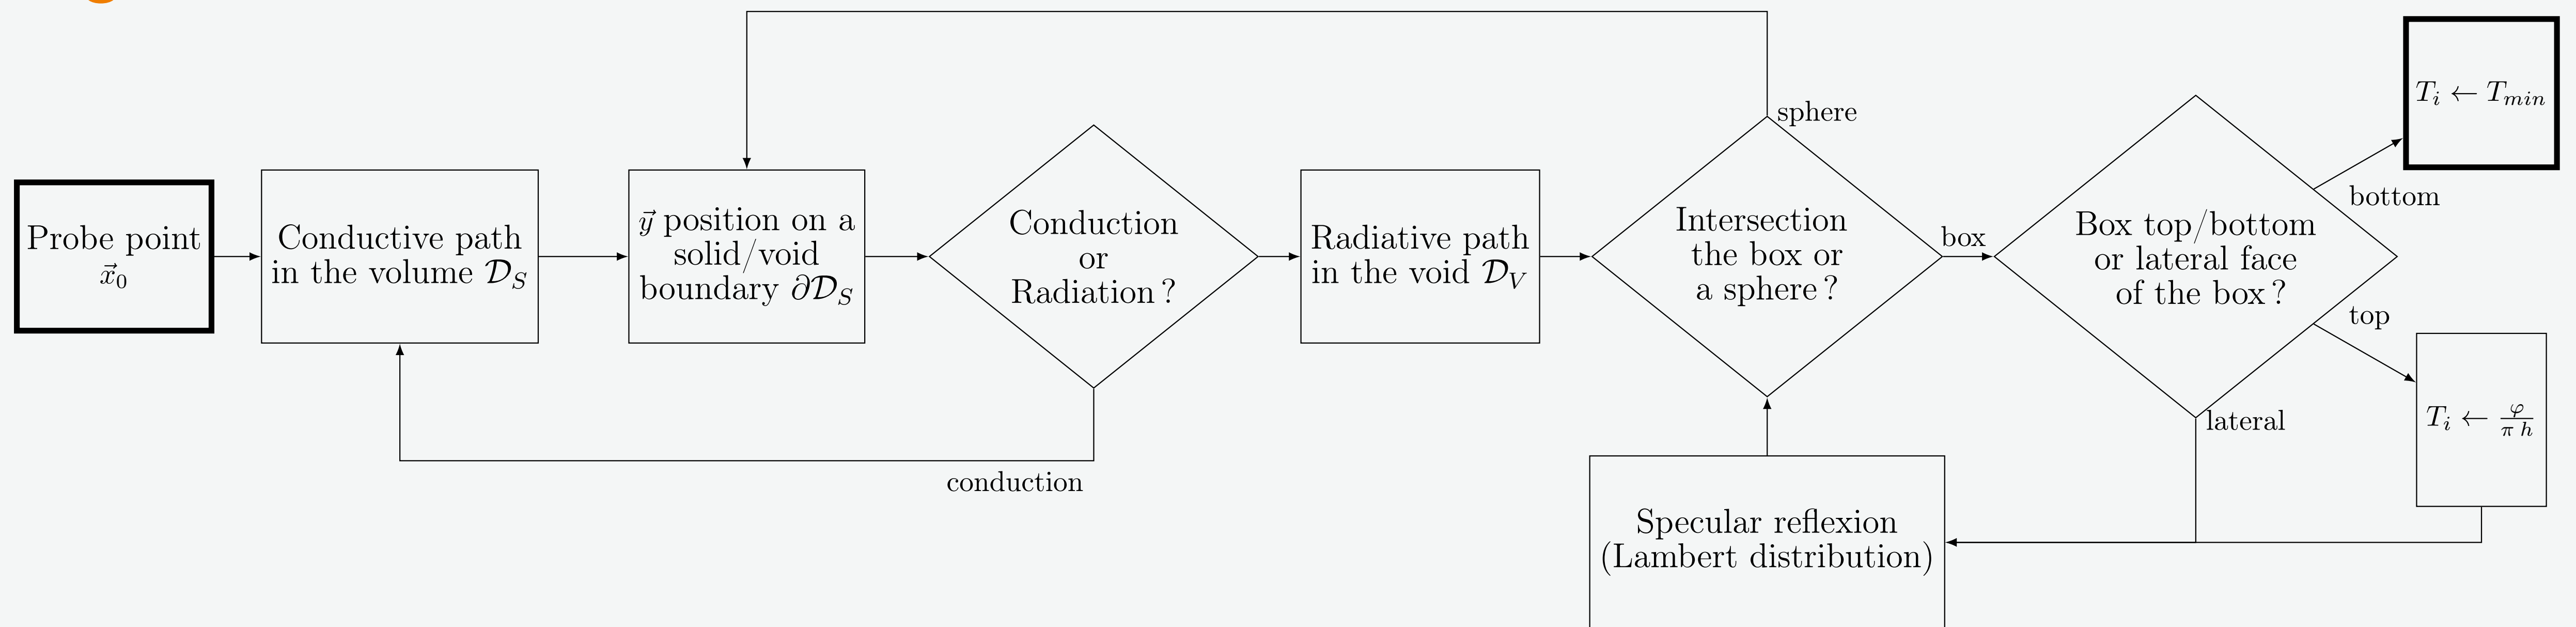 Probe point
$\vec{x}_0$
Conductive path
in the volume $\mathcal{D}_S$
$\vec{y}$ position on a
solid/void
boundary $\partial\mathcal{D}_S$
Conduction
or
Radiation ?
conduction
Radiative path
in the void $\mathcal{D}_V$
Intersection
the box or
a sphere ?
sphere
box
Box top/bottom
or lateral face
of the box ?
bottom
$T_i \leftarrow T_{min}$
top
$T_i \leftarrow \frac{\varphi}{\pi\, h}$
lateral
Specular reflexion
(Lambert distribution)